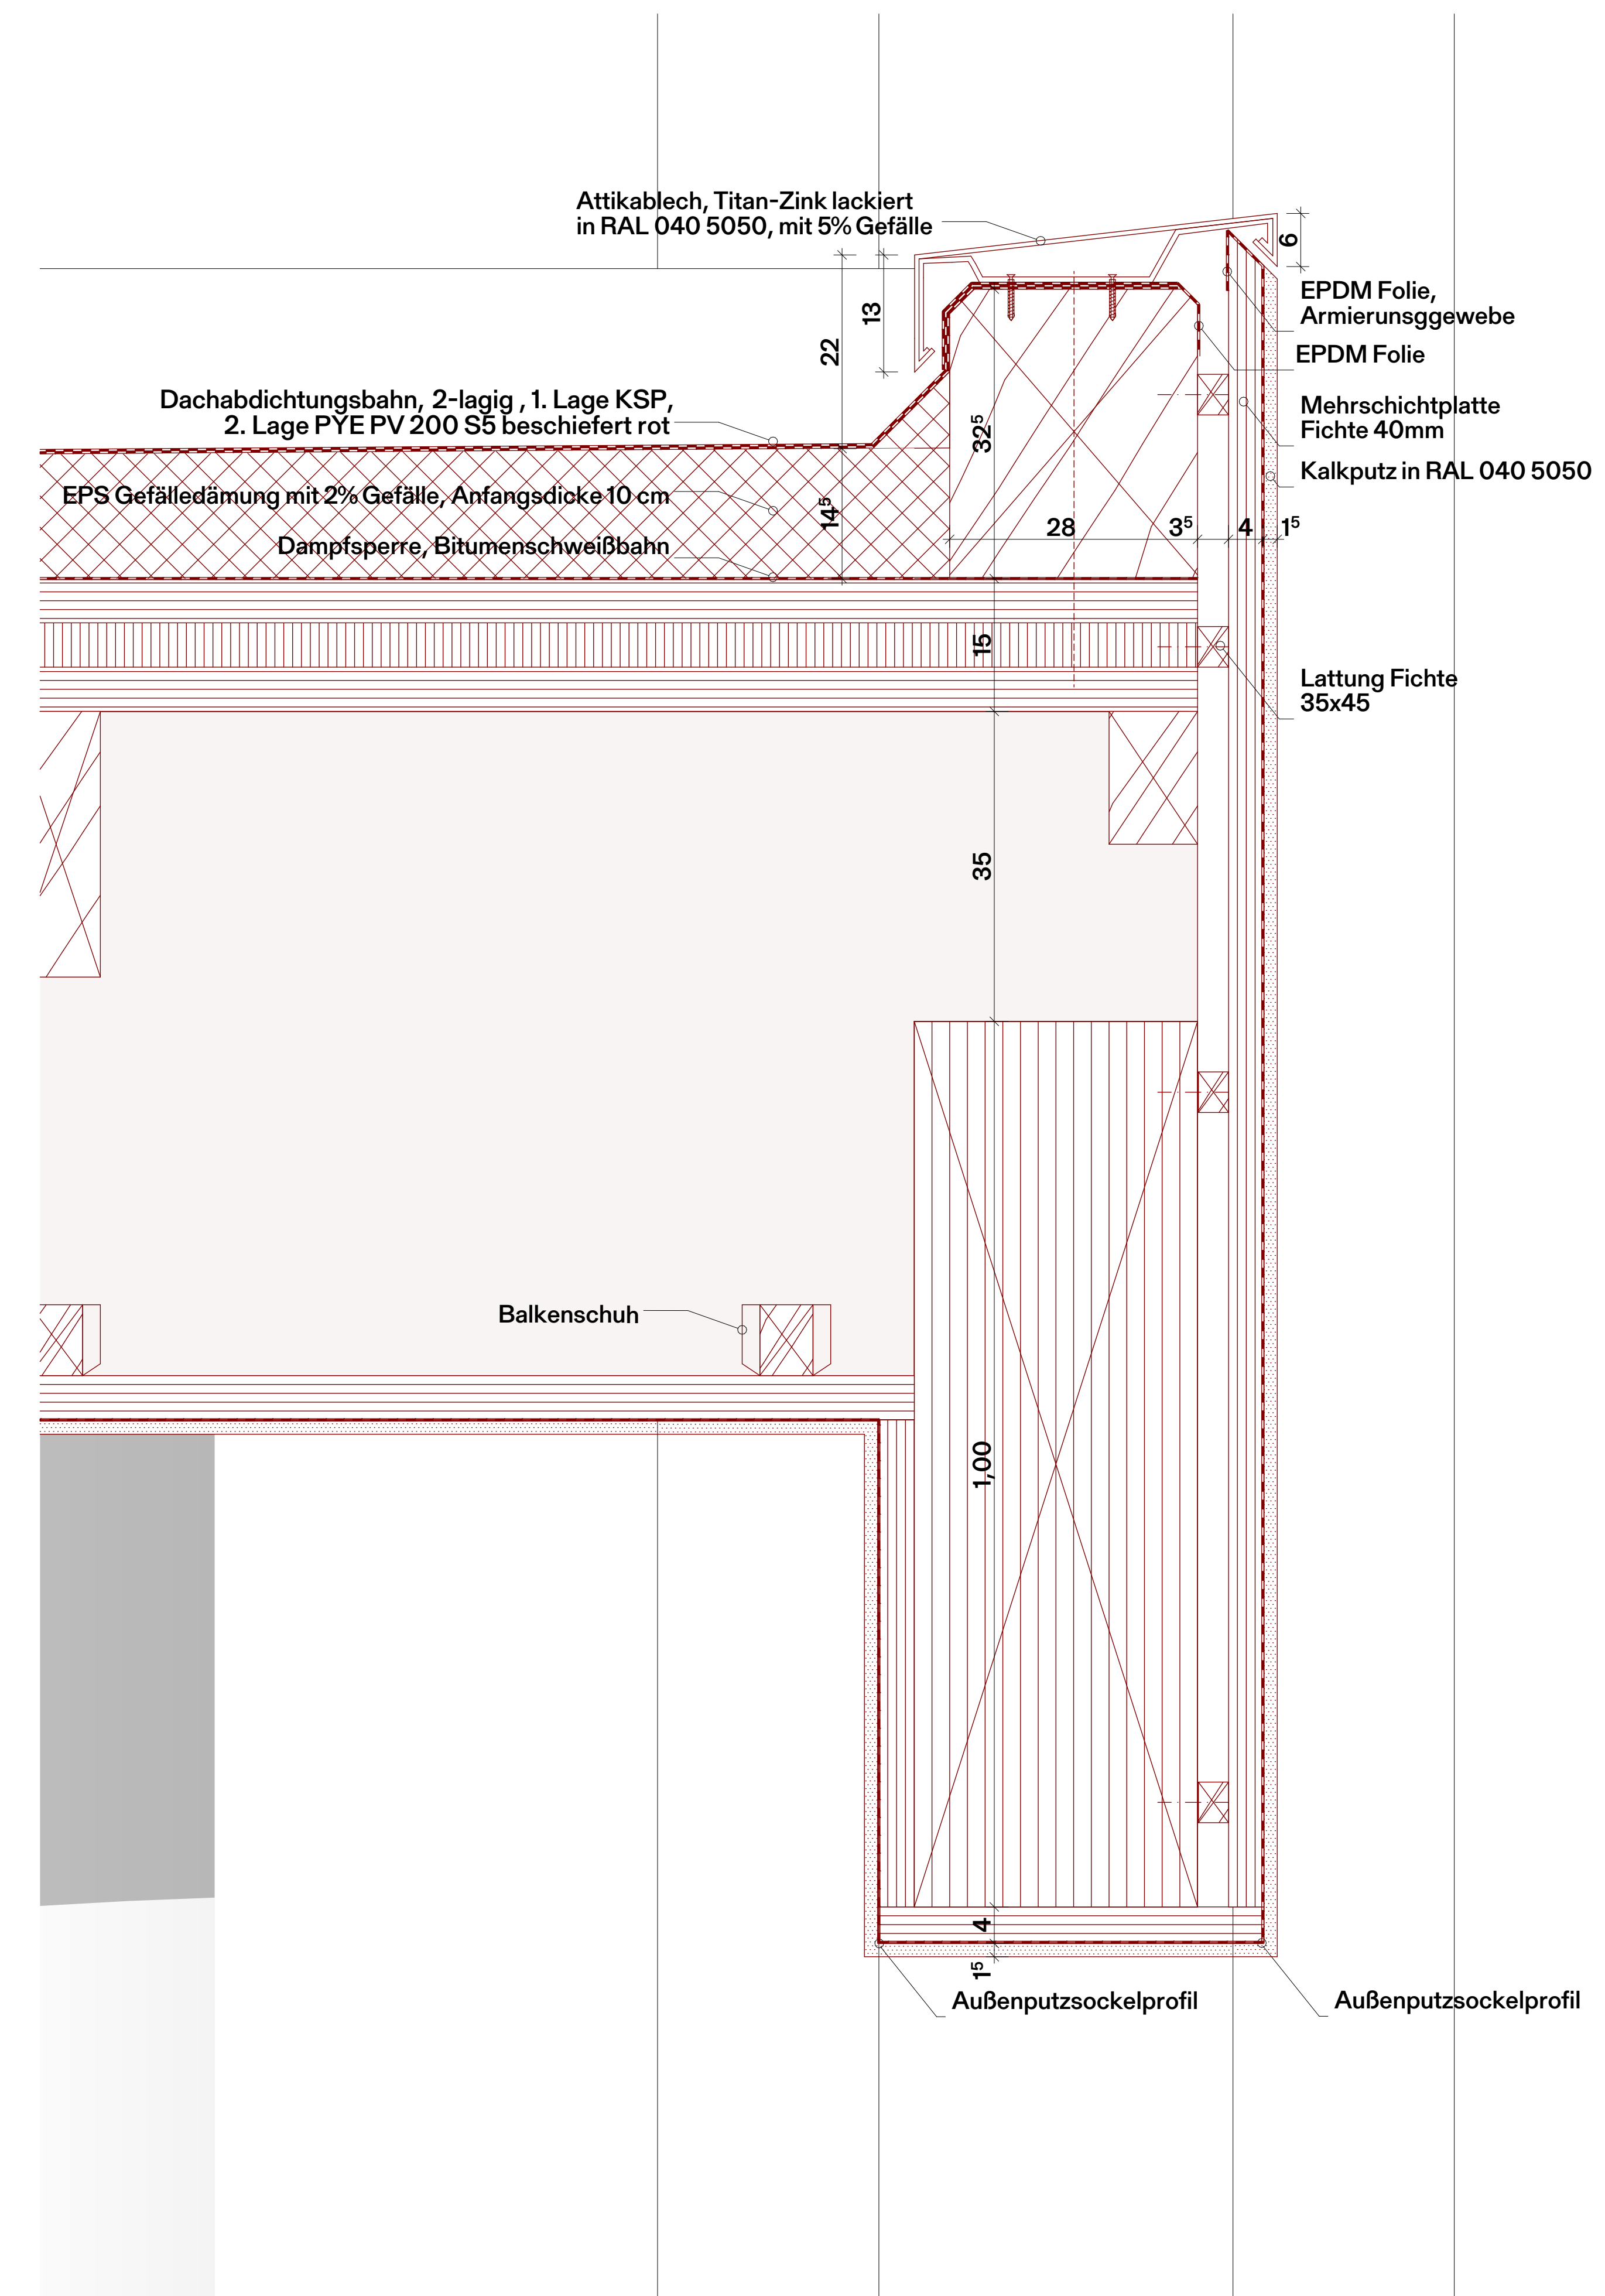 Attikablech, Titan-Zink lackiert
in RAL 040 5050, mit 5% Gefälle
6
13
22
EPDM Folie,
Armierunsggewebe
EPDM Folie
Dachabdichtungsbahn, 2-lagig , 1. Lage KSP,
2. Lage PYE PV 200 S5 beschiefert rot
32⁵
Mehrschichtplatte
Fichte 40mm
Kalkputz in RAL 040 5050
EPS Gefälledämung mit 2% Gefälle, Anfangsdicke 10 cm
14⁵
28
3⁵
4
1⁵
Dampfsperre, Bitumenschweißbahn
15
Lattung Fichte
35x45
35
Balkenschuh
1,00
4
1⁵
Außenputzsockelprofil
Außenputzsockelprofil